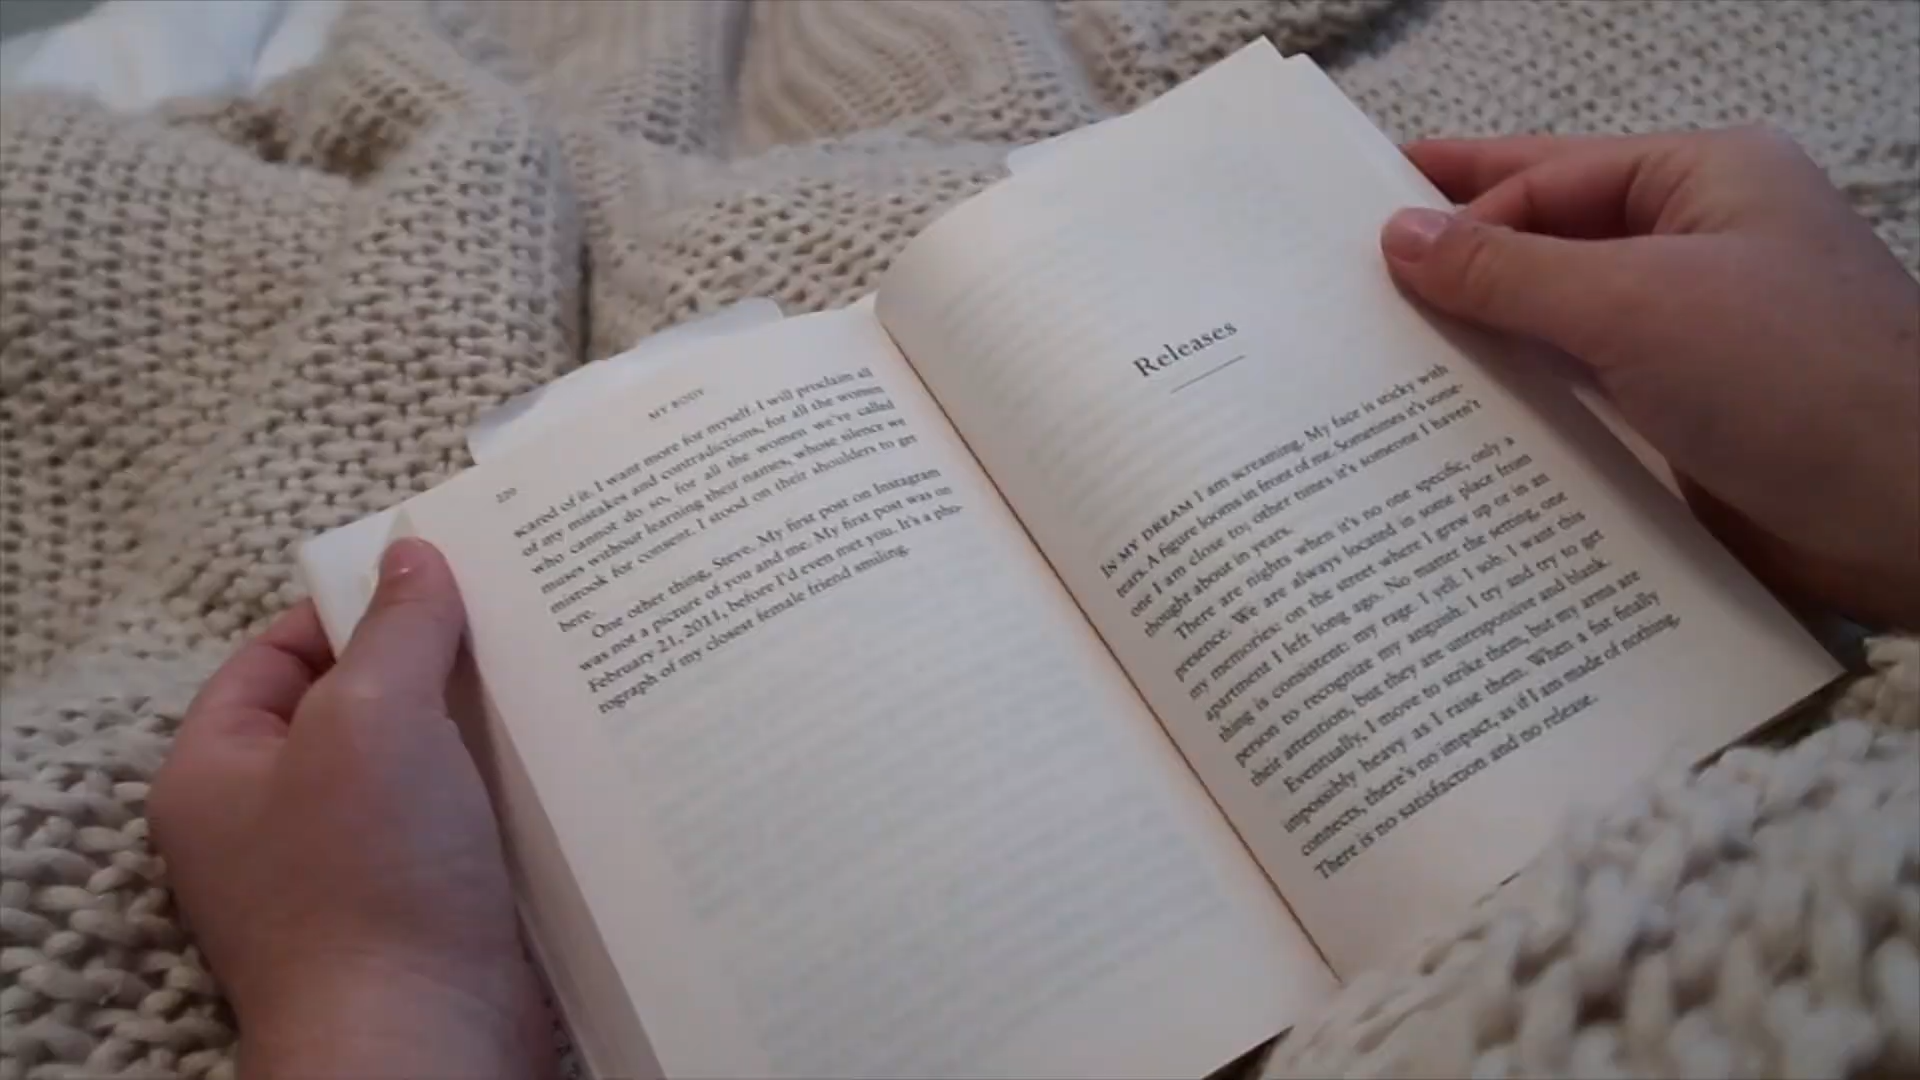 220
MY BODY
scared of it. I want more for myself. I will proclaim all
of my mistakes and contradictions, for all the women
who cannot do so, for all the women we've called
muses without learning their names, whose silence we
mistook for consent. I stood on their shoulders to get
here.
One other thing, Steve. My first post on Instagram
was not a picture of you and me. My first post was on
February 21, 2011, before I'd even met you. It's a pho-
tograph of my closest female friend smiling.
Releases
IN MY DREAM I am screaming. My face is sticky with
tears. A figure looms in front of me. Sometimes it's some-
one I am close to; other times it's someone I haven't
thought about in years.
There are nights when it's no one specific, only a
presence. We are always located in some place from
my memories: on the street where I grew up or in an
apartment I left long ago. No matter the setting, one
thing is consistent: my rage. I yell. I sob. I want this
person to recognize my anguish. I try and try to get
their attention, but they are unresponsive and blank.
Eventually, I move to strike them, but my arms are
impossibly heavy as I raise them. When a fist finally
connects, there's no impact, as if I am made of nothing.
There is no satisfaction and no release.